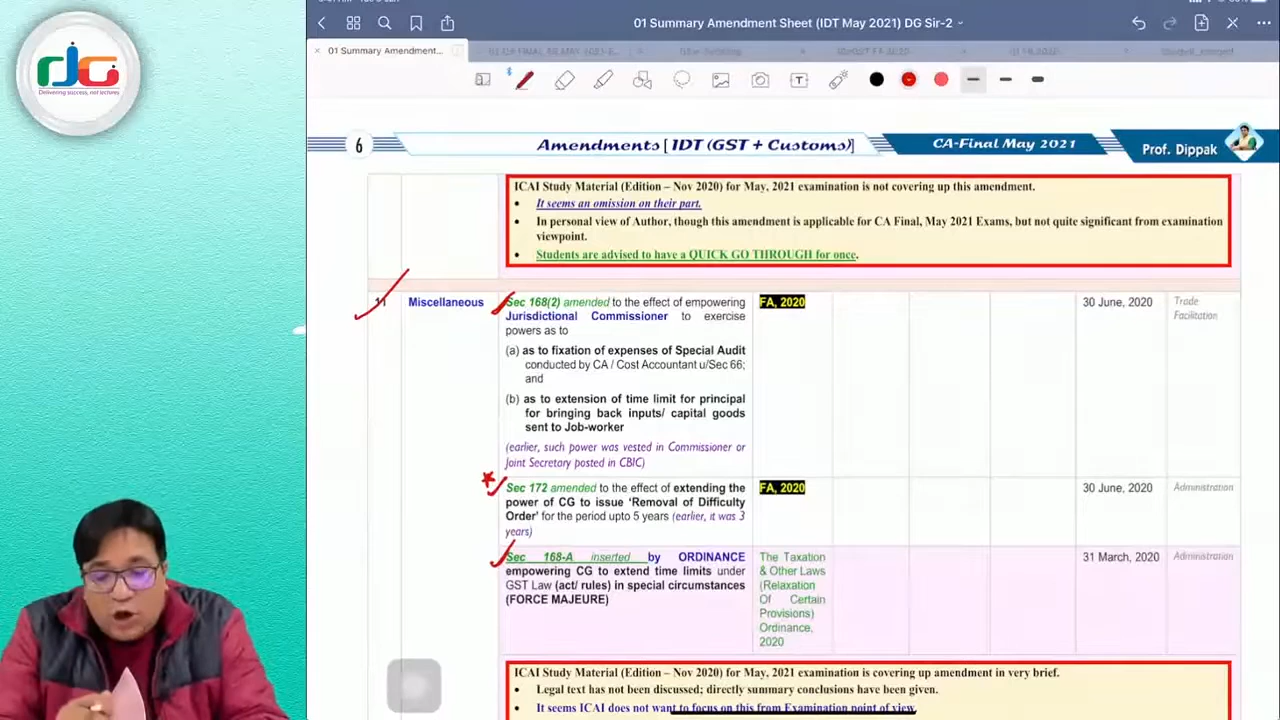 01 Summary Amendment Sheet (IDT May 2021) DG Sir-2
01 Summary Amendment...
DG
Delivering success, not lectures
T
6
Amendments [ IDT (GST + Customs)]
CA-Final May 2021
Prof. Dippak
ICAI Study Material (Edition – Nov 2020) for May, 2021 examination is not covering up this amendment.
• It seems an omission on their part.
• In personal view of Author, though this amendment is applicable for CA Final, May 2021 Exams, but not quite significant from examination
viewpoint.
• Students are advised to have a QUICK GO THROUGH for once.
11
Miscellaneous
Sec 168(2) amended to the effect of empowering
Jurisdictional Commissioner to exercise
powers as to
(a) as to fixation of expenses of Special Audit
conducted by CA / Cost Accountant u/Sec 66;
and
(b) as to extension of time limit for principal
for bringing back inputs/ capital goods
sent to Job-worker
(earlier, such power was vested in Commissioner or
Joint Secretary posted in CBIC)
FA, 2020
30 June, 2020
Trade
Facilitation
Sec 172 amended to the effect of extending the
power of CG to issue ‘Removal of Difficulty
Order’ for the period upto 5 years (earlier, it was 3
years)
FA, 2020
30 June, 2020
Administration
Sec 168-A inserted by ORDINANCE
empowering CG to extend time limits under
GST Law (act/ rules) in special circumstances
(FORCE MAJEURE)
The Taxation
& Other Laws
(Relaxation
Of Certain
Provisions)
Ordinance,
2020
31 March, 2020
Administration
ICAI Study Material (Edition – Nov 2020) for May, 2021 examination is covering up amendment in very brief.
• Legal text has not been discussed; directly summary conclusions have been given.
• It seems ICAI does not want to focus on this from Examination point of view.